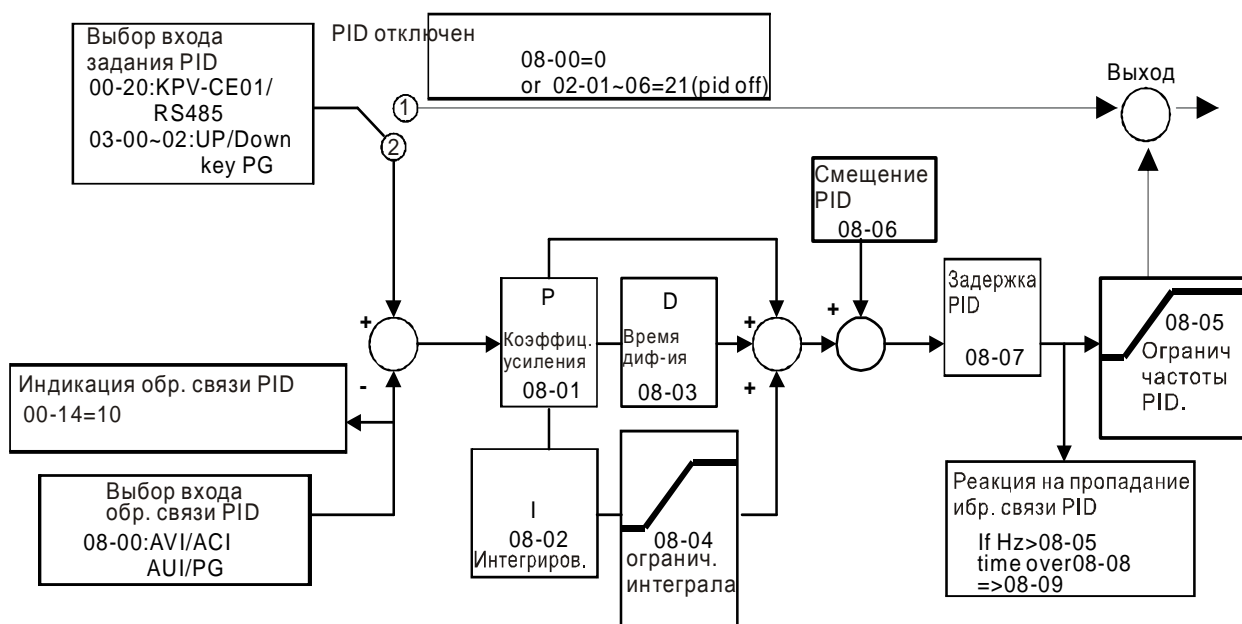 Выбор входа
задания PID
00-20:KPV-CE01/
RS485
03-00~02:UP/Down
key PG
PID отключен
08-00=0
or 02-01~06=21(pid off)
1
2
Выход
Смещение
PID
08-06
P
Коэффиц.
усиления
08-01
D
Время
диф-ия
08-03
Задержка
PID
08-07
08-05
Огранич
частоты
PID.
+
-
+
+
+
Индикация обр. связи PID
00-14=10
Выбор входа
обр. связи PID
08-00:AVI/ACI
AUI/PG
I
08-02
Интегриров.
08-04
огранич.
интеграла
Реакция на пропадание
ибр. связи PID
If Hz>08-05
time over08-08
=>08-09